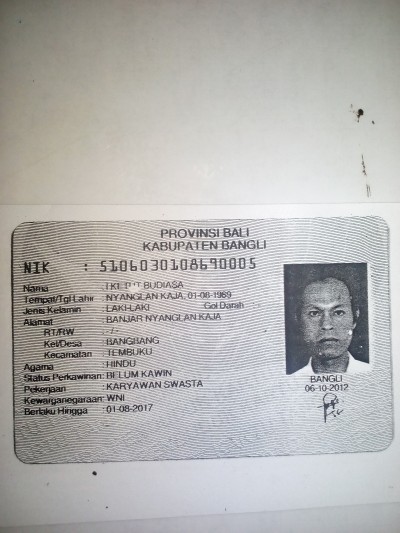 PROVINSI BALI
KABUPATEN BANGLI
NIK : 5106030108690005
Nama : I KETUT BUDIASA
Tempat/Tgl Lahir : NYANGLAN KAJA, 01-08-1969
Jenis Kelamin : LAKI-LAKI Gol Darah :
Alamat : BANJAR NYANGLAN KAJA
RT/RW : -/-
Kel/Desa : BANGBANG
Kecamatan : TEMBUKU
Agama : HINDU
Status Perkawinan: BELUM KAWIN
Pekerjaan : KARYAWAN SWASTA
Kewarganegaraan: WNI
Berlaku Hingga : 01-08-2017
BANGLI
06-10-2012